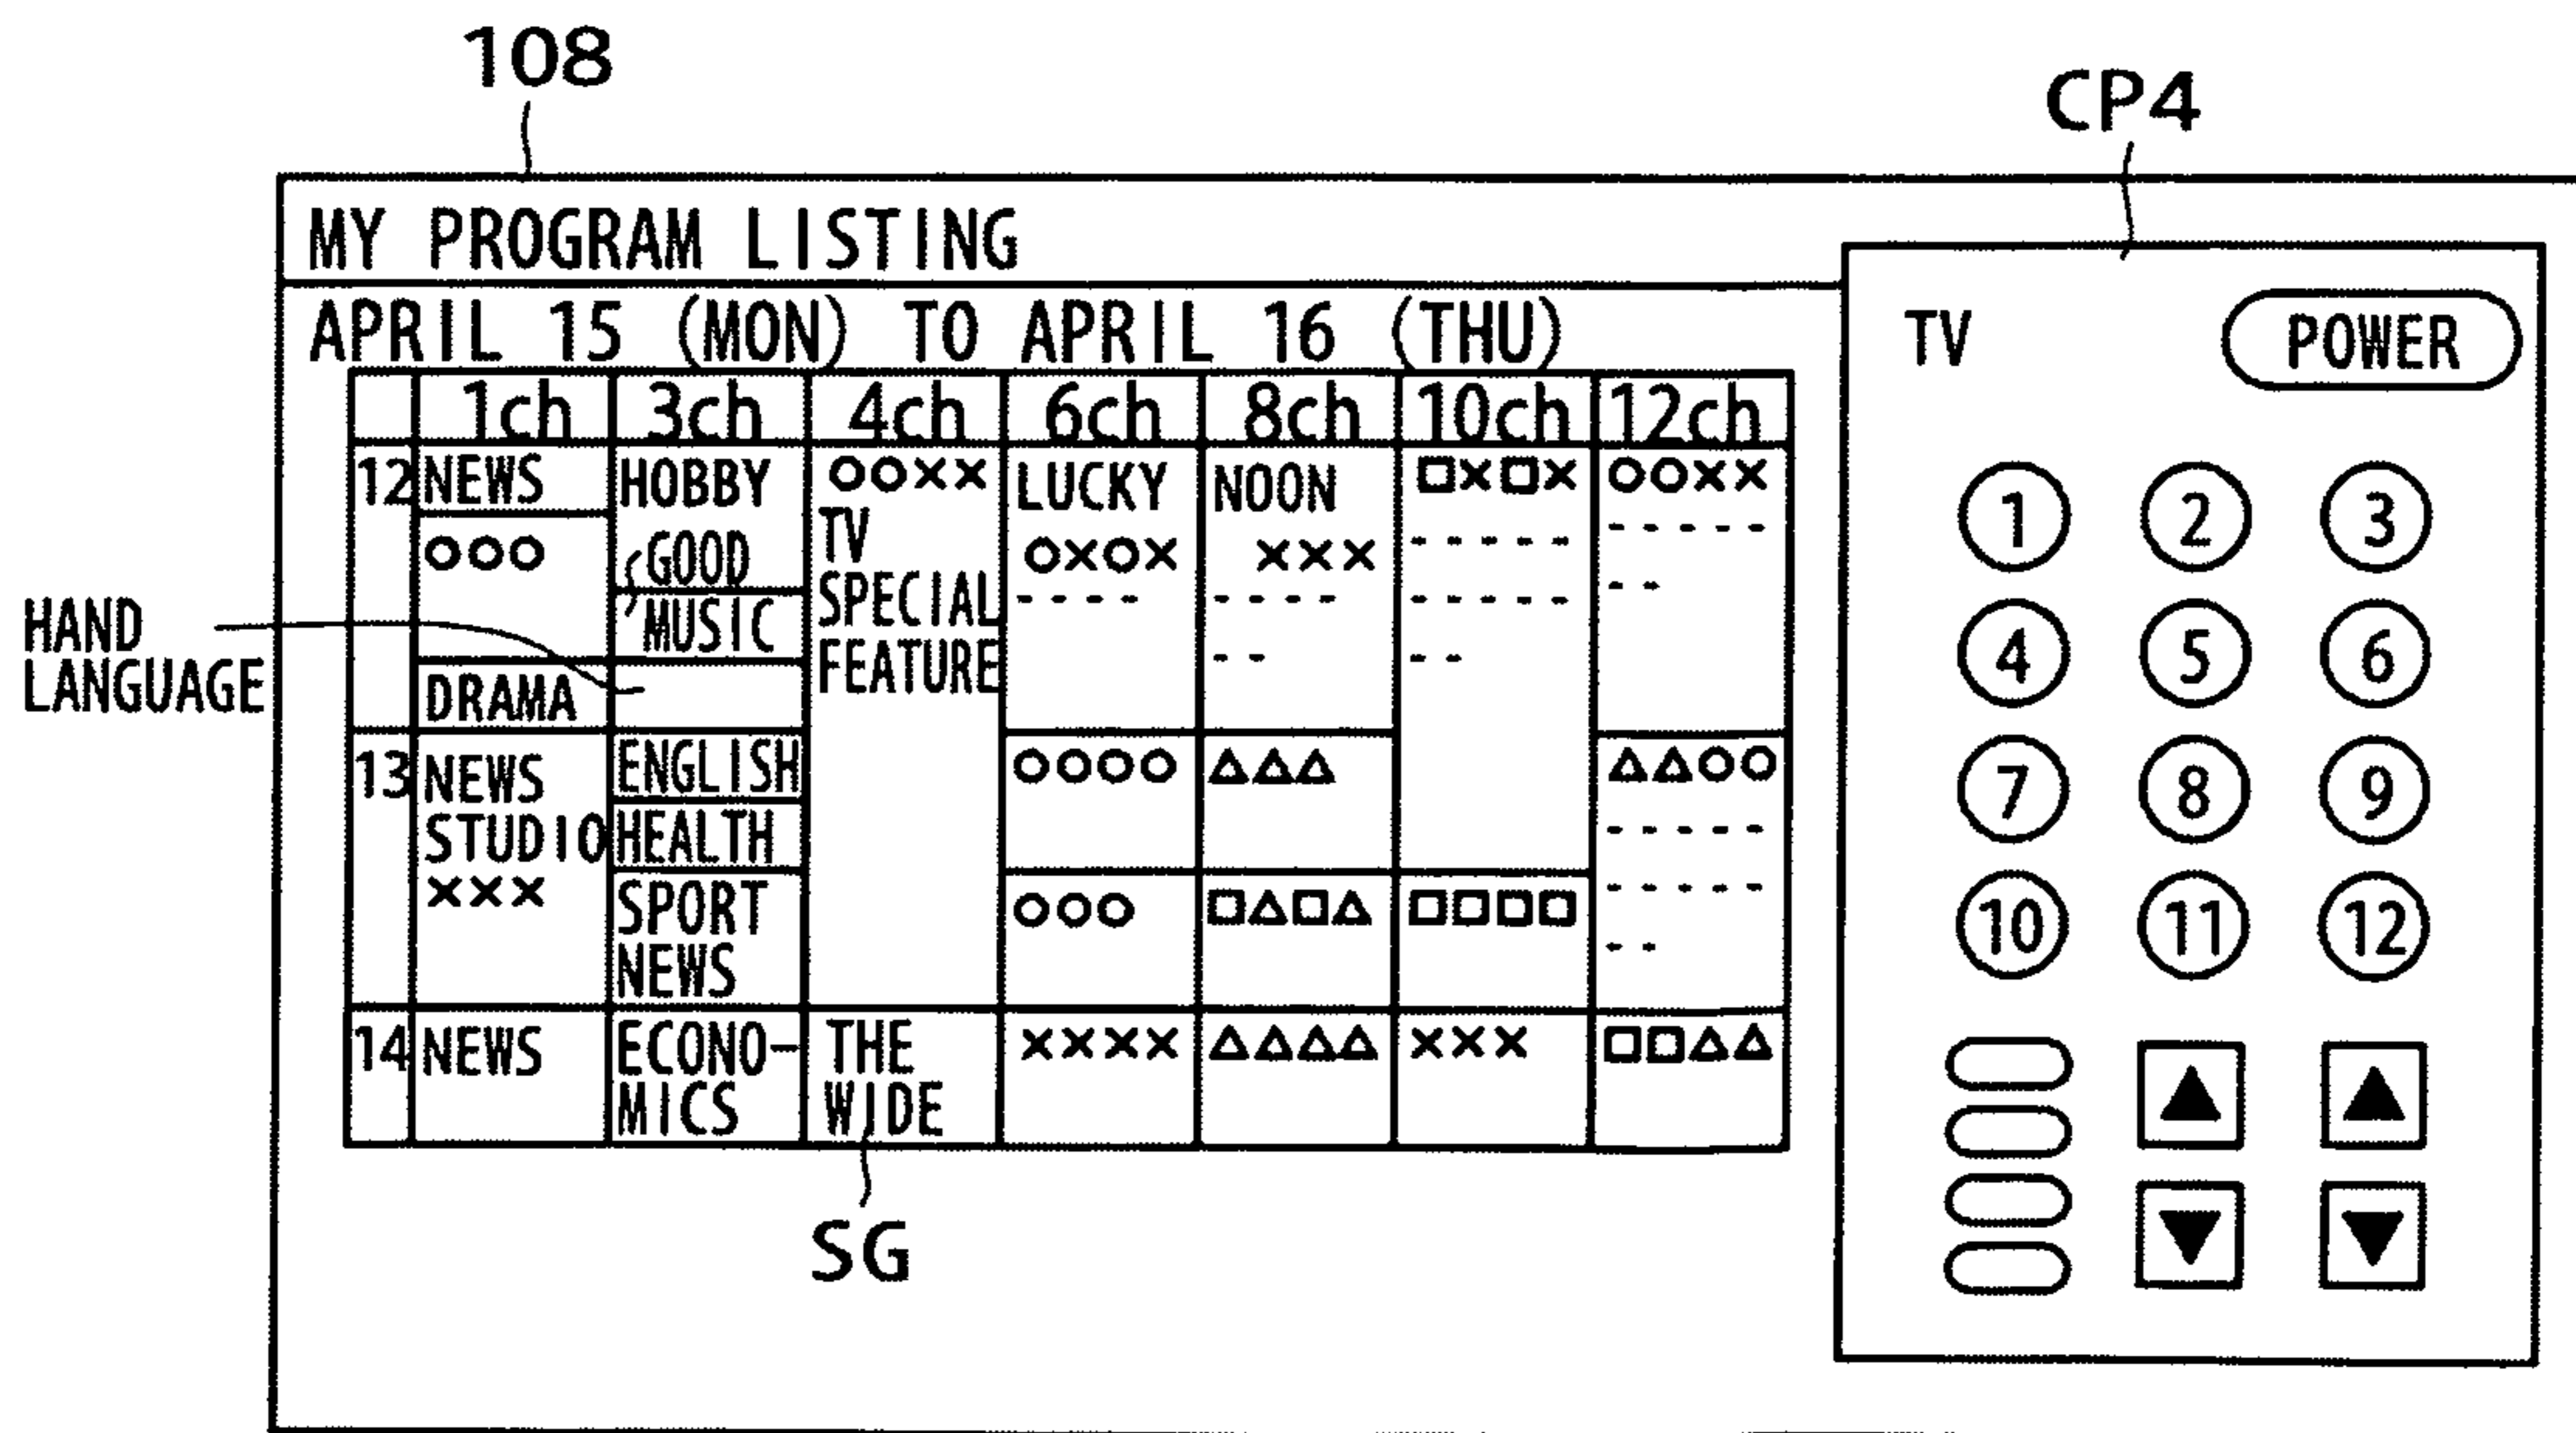 108
CP4
MY PROGRAM LISTING
APRIL 15 (MON) TO APRIL 16 (THU)
1ch 3ch 4ch 6ch 8ch 10ch 12ch
12
NEWS
○○○
DRAMA
HOBBY
GOOD
MUSIC
○○××
TV
SPECIAL
FEATURE
LUCKY
○×○×
- - - -
NOON
×××
- - - -
- -
□×□×
- - - - -
- - - - -
- -
○○××
- - - - -
- -
HAND
LANGUAGE
13
NEWS
STUDIO
×××
ENGLISH
HEALTH
SPORT
NEWS
○○○○
○○○
△△△
□△□△
□□□□
△△○○
- - - - -
- - - - -
- -
14
NEWS
ECONO-
MICS
THE
WIDE
××××
△△△△
×××
□□△△
SG
TV
POWER
1 2 3
4 5 6
7 8 9
10 11 12
▲ ▲
▼ ▼